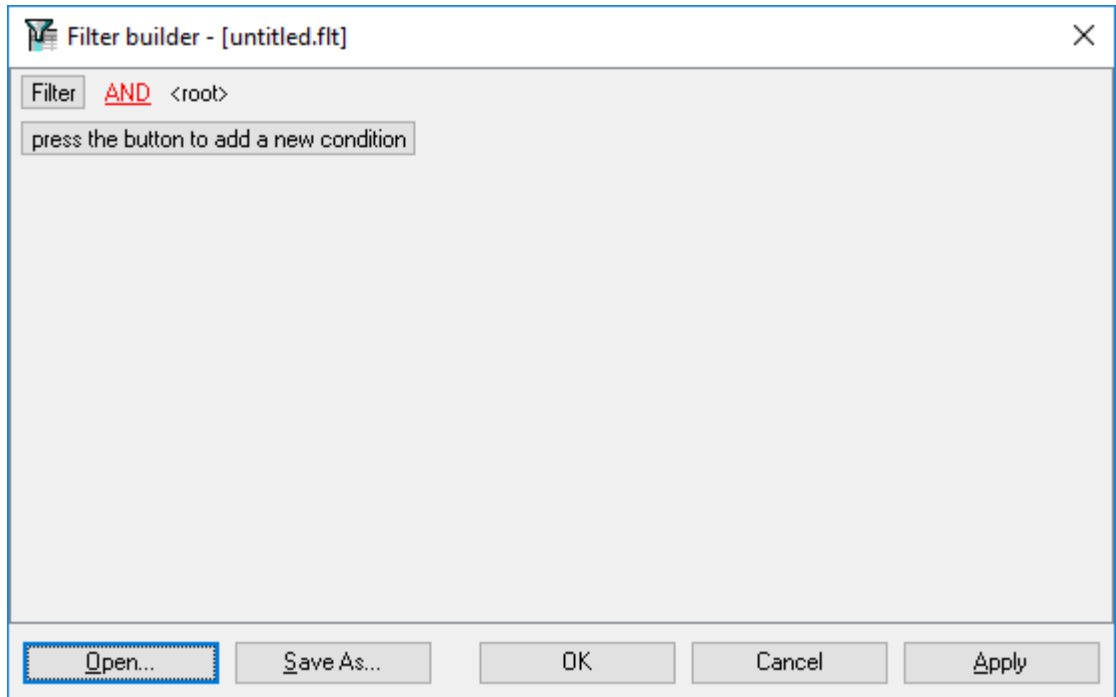 Filter builder - [untitled.flt]
Filter AND <root>
press the button to add a new condition
Open... Save As... OK Cancel Apply